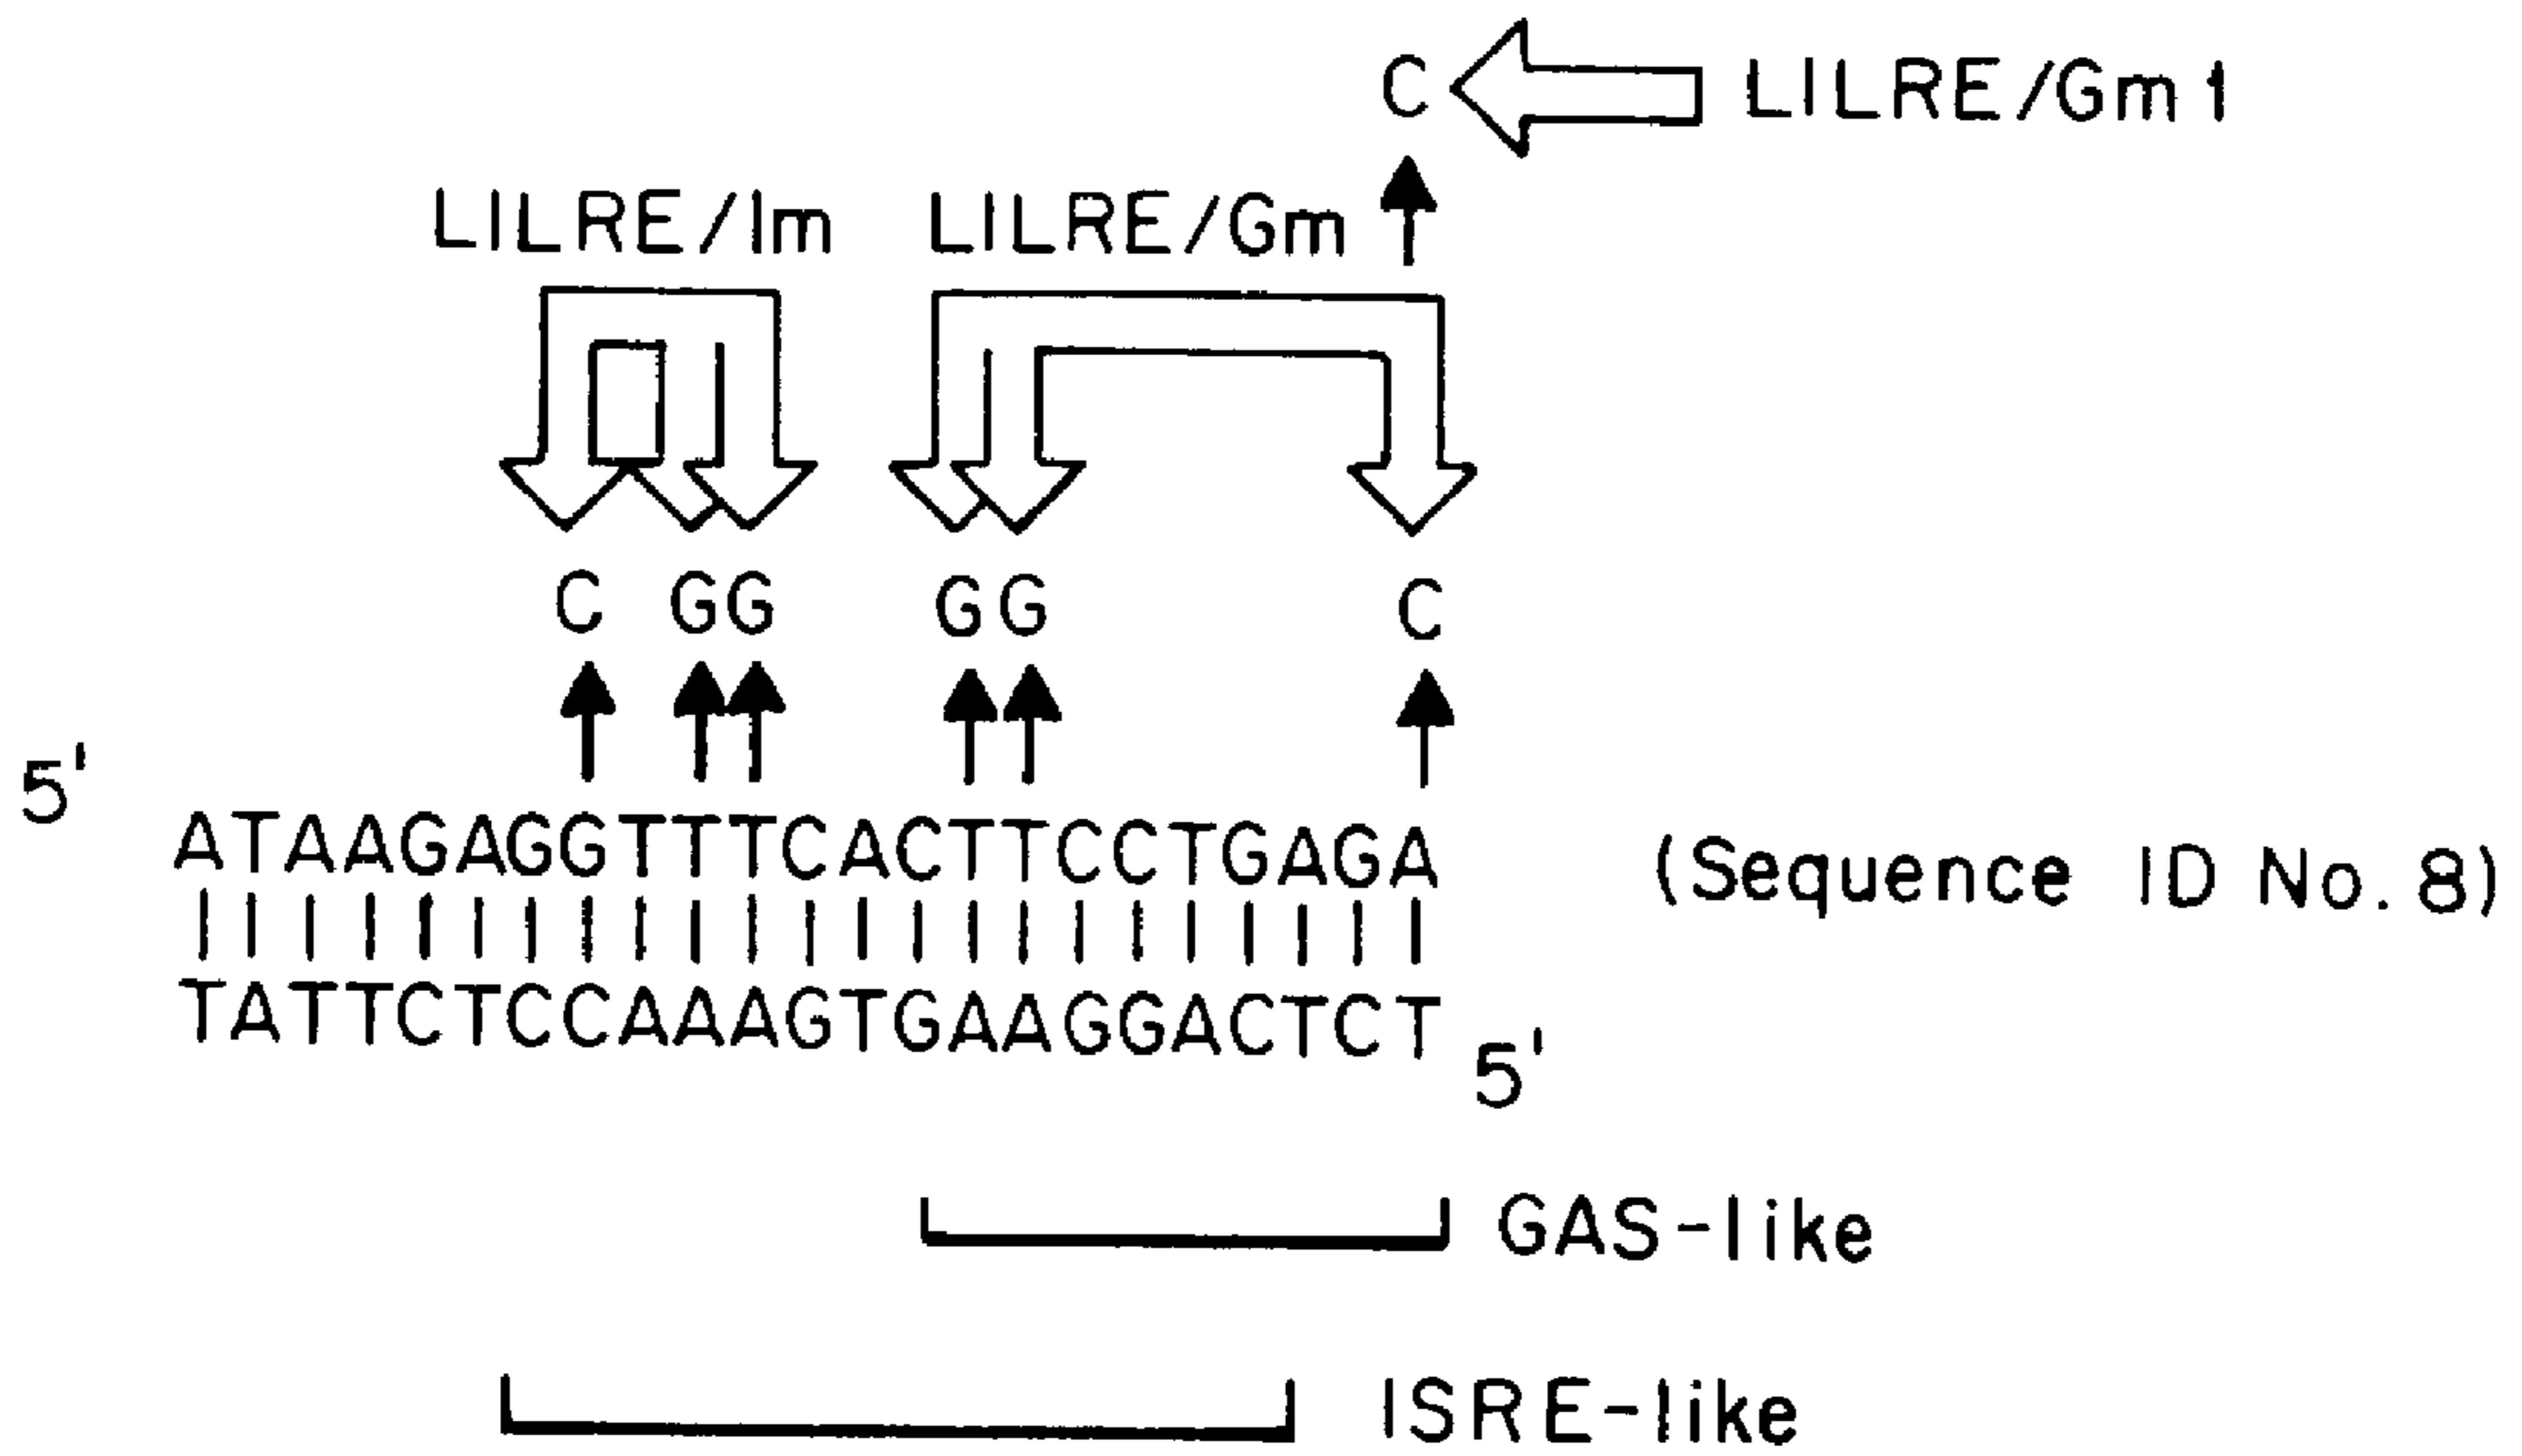 C LILRE/Gm1
LILRE/Im LILRE/Gm
C GG GG C
5'
ATAAGAGGTTTCACTTCCTGAGA (Sequence ID No. 8)
TATTCTCCAAAGTGAAGGACTCT
5'
GAS-like
ISRE-like